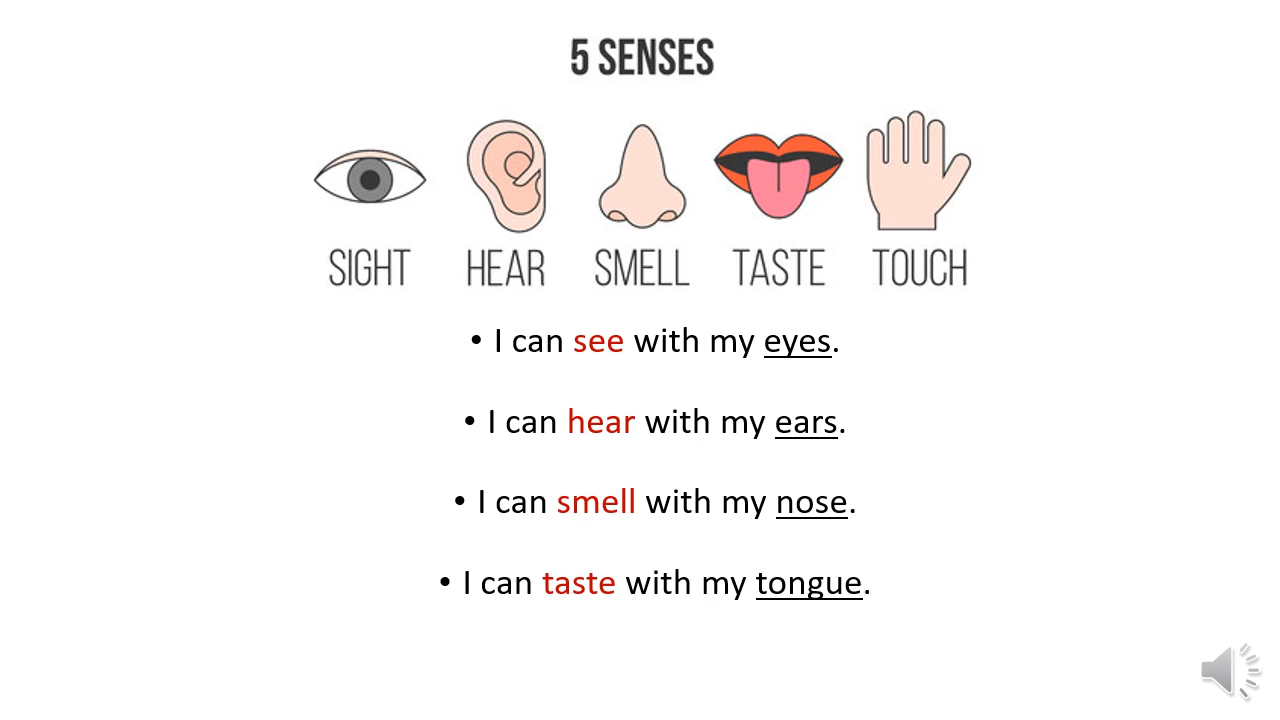 5 SENSES
SIGHT HEAR SMELL TASTE TOUCH
• I can see with my eyes.
• I can hear with my ears.
• I can smell with my nose.
• I can taste with my tongue.